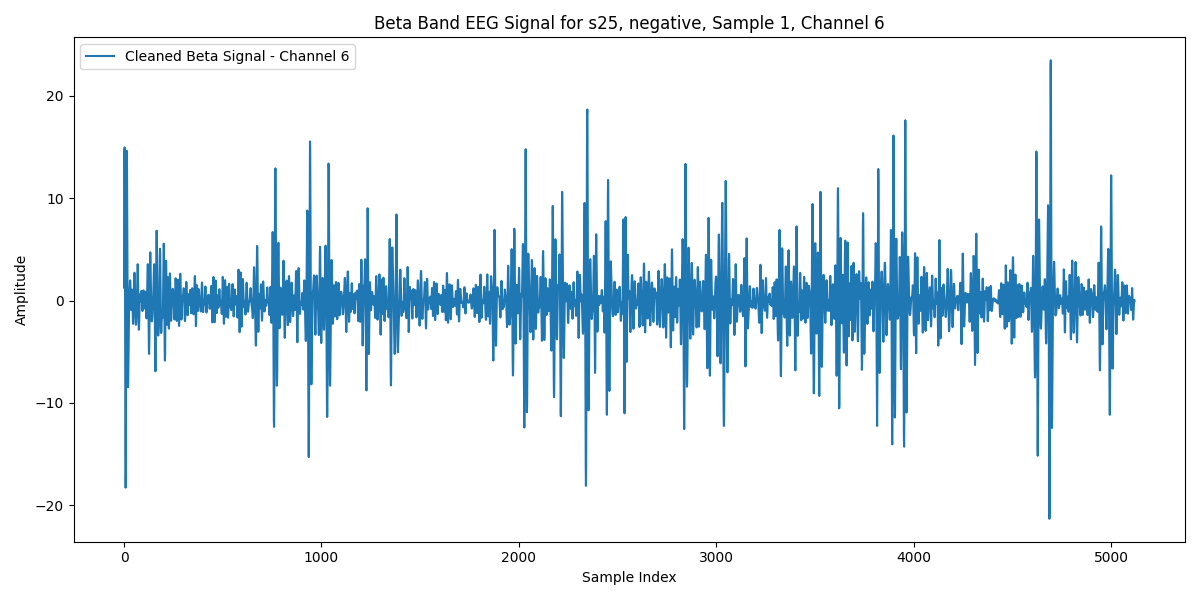 Beta Band EEG Signal for s25, negative, Sample 1, Channel 6
Cleaned Beta Signal - Channel 6
Amplitude
20
10
0
−10
−20
0
1000
2000
3000
4000
5000
Sample Index